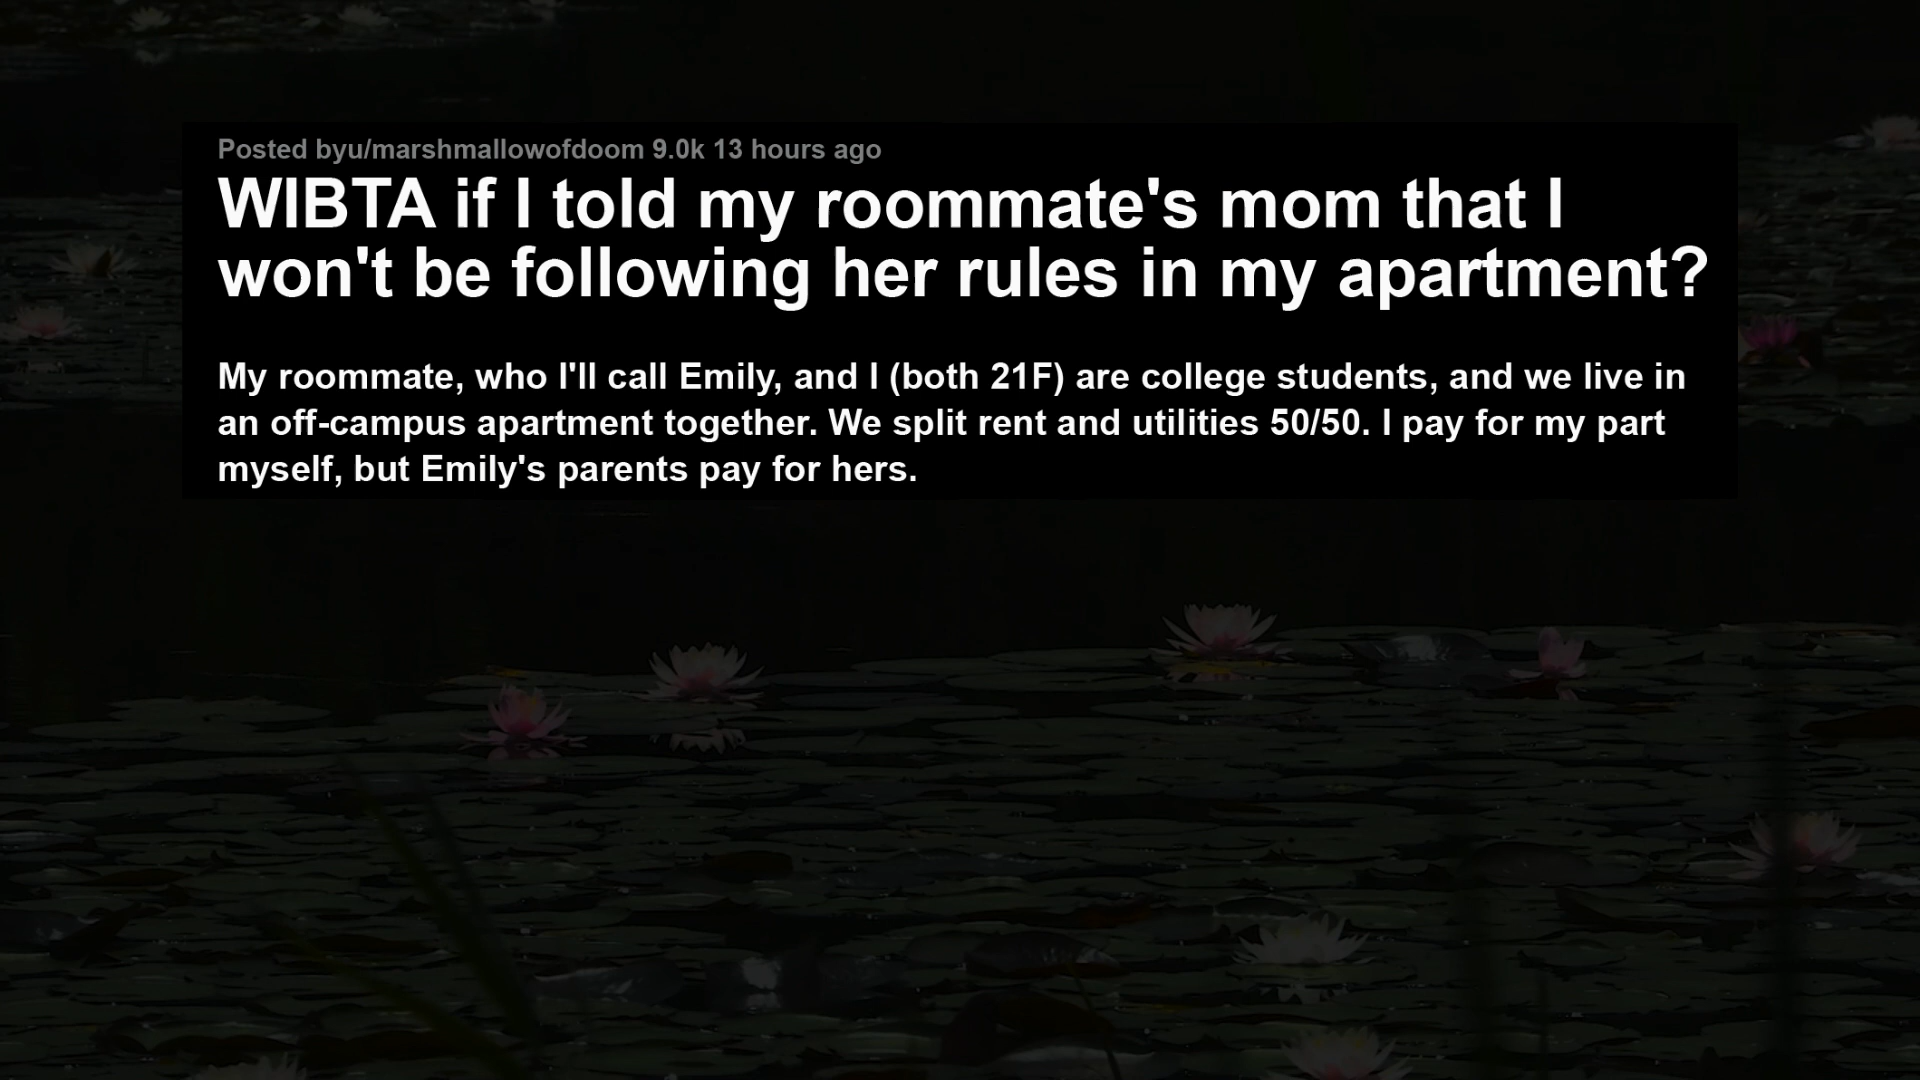 Posted byu/marshmallowofdoom 9.0k 13 hours ago
WIBTA if I told my roommate's mom that I
won't be following her rules in my apartment?
My roommate, who I'll call Emily, and I (both 21F) are college students, and we live in
an off-campus apartment together. We split rent and utilities 50/50. I pay for my part
myself, but Emily's parents pay for hers.